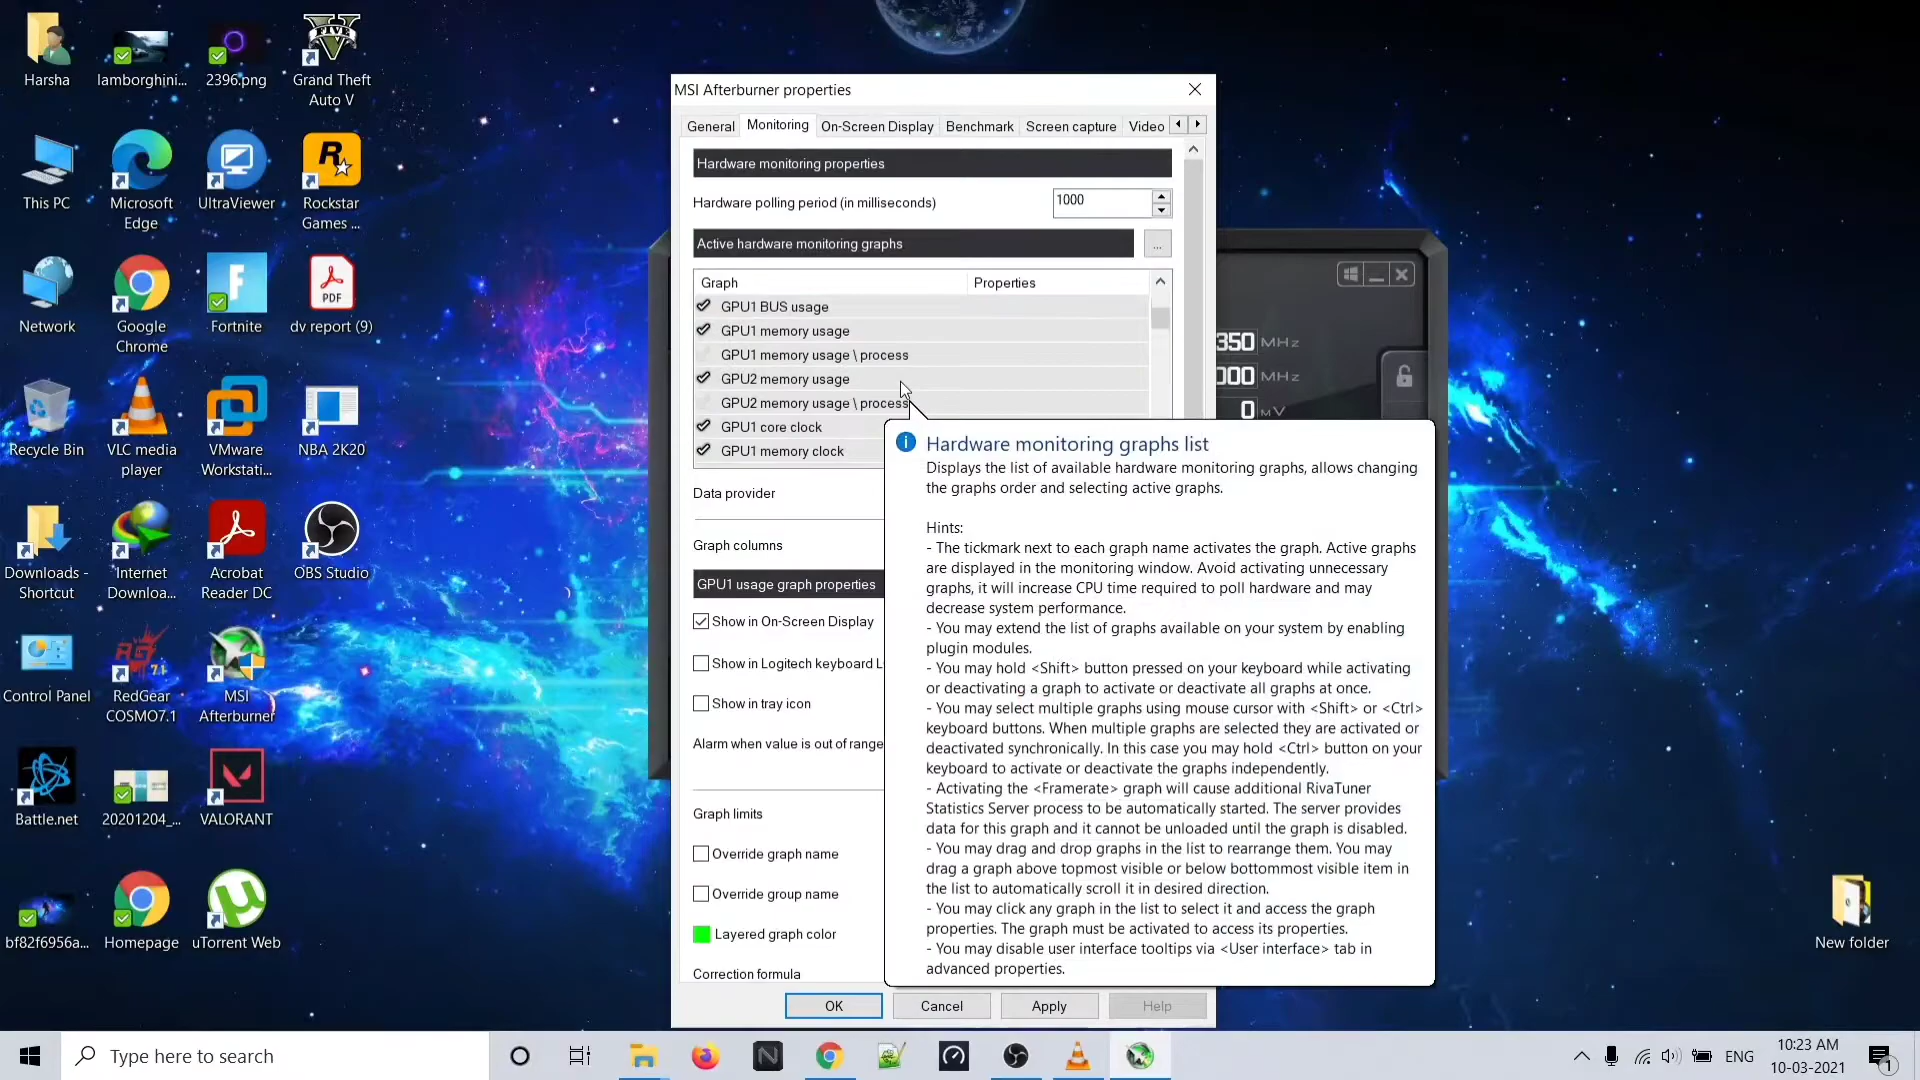 Harsha
lamborghini...
2396.png
Grand Theft
Auto V
This PC
Microsoft
Edge
UltraViewer
Rockstar
Games ...
Network
Google
Chrome
Fortnite
PDF
dv report (9)
Recycle Bin
VLC media
player
VMware
Workstati...
NBA 2K20
Downloads -
Shortcut
Internet
Downloa...
Acrobat
Reader DC
OBS Studio
Control Panel
RedGear
COSMO7.1
MSI
Afterburner
Battle.net
20201204_...
VALORANT
bf82f6956a...
Homepage
uTorrent Web
New folder
MSI Afterburner properties
General
Monitoring
On-Screen Display
Benchmark
Screen capture
Video
Hardware monitoring properties
Hardware polling period (in milliseconds)
1000
Active hardware monitoring graphs
...
Graph
Properties
GPU1 BUS usage
GPU1 memory usage
GPU1 memory usage \ process
GPU2 memory usage
GPU2 memory usage \ process
GPU1 core clock
GPU1 memory clock
Data provider
Graph columns
GPU1 usage graph properties
Show in On-Screen Display
Show in Logitech keyboard L
Show in tray icon
Alarm when value is out of range
Graph limits
Override graph name
Override group name
Layered graph color
Correction formula
OK
Cancel
Apply
Help
350 MHz
000 MHz
0 mV
Hardware monitoring graphs list
Displays the list of available hardware monitoring graphs, allows changing
the graphs order and selecting active graphs.
Hints:
- The tickmark next to each graph name activates the graph. Active graphs
are displayed in the monitoring window. Avoid activating unnecessary
graphs, it will increase CPU time required to poll hardware and may
decrease system performance.
- You may extend the list of graphs available on your system by enabling
plugin modules.
- You may hold <Shift> button pressed on your keyboard while activating
or deactivating a graph to activate or deactivate all graphs at once.
- You may select multiple graphs using mouse cursor with <Shift> or <Ctrl>
keyboard buttons. When multiple graphs are selected they are activated or
deactivated synchronically. In this case you may hold <Ctrl> button on your
keyboard to activate or deactivate the graphs independently.
- Activating the <Framerate> graph will cause additional RivaTuner
Statistics Server process to be automatically started. The server provides
data for this graph and it cannot be unloaded until the graph is disabled.
- You may drag and drop graphs in the list to rearrange them. You may
drag a graph above topmost visible or below bottommost visible item in
the list to automatically scroll it in desired direction.
- You may click any graph in the list to select it and access the graph
properties. The graph must be activated to access its properties.
- You may disable user interface tooltips via <User interface> tab in
advanced properties.
Type here to search
ENG
10:23 AM
10-03-2021
1